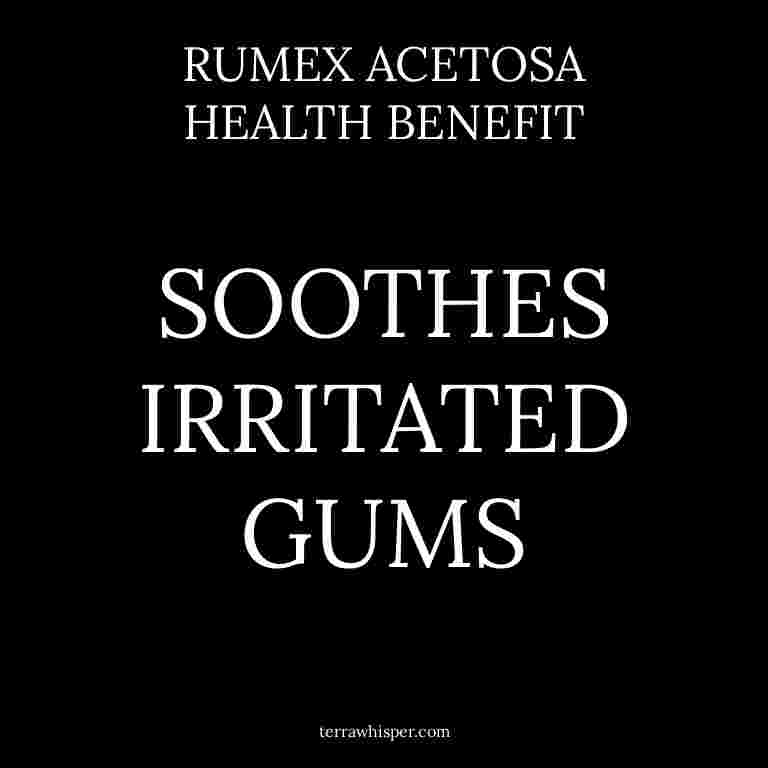 RUMEX ACETOSA
HEALTH BENEFIT
SOOTHES
IRRITATED
GUMS
terrawhisper.com